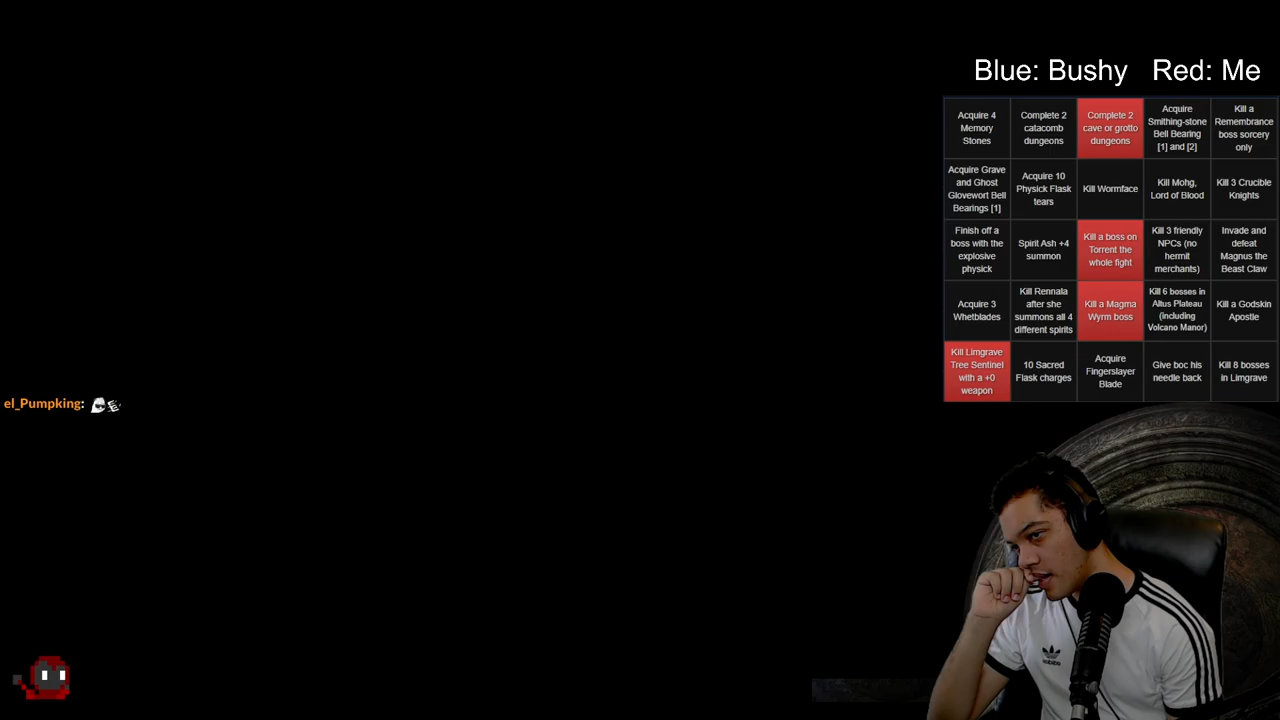 Blue: Bushy Red: Me
Acquire 4
Memory
Stones
Complete 2
catacomb
dungeons
Complete 2
cave or grotto
dungeons
Acquire
Smithing-stone
Bell Bearing
[1] and [2]
Kill a
Remembrance
boss sorcery
only
Acquire Grave
and Ghost
Glovewort Bell
Bearings [1]
Acquire 10
Physick Flask
tears
Kill Wormface
Kill Mohg,
Lord of Blood
Kill 3 Crucible
Knights
Finish off a
boss with the
explosive
physick
Spirit Ash +4
summon
Kill a boss on
Torrent the
whole fight
Kill 3 friendly
NPCs (no
hermit
merchants)
Invade and
defeat
Magnus the
Beast Claw
Acquire 3
Whetblades
Kill Rennala
after she
summons all 4
different spirits
Kill a Magma
Wyrm boss
Kill 6 bosses in
Altus Plateau
(including
Volcano Manor)
Kill a Godskin
Apostle
Kill Limgrave
Tree Sentinel
with a +0
weapon
10 Sacred
Flask charges
Acquire
Fingerslayer
Blade
Give boc his
needle back
Kill 8 bosses
in Limgrave
el_Pumpking:
adidas